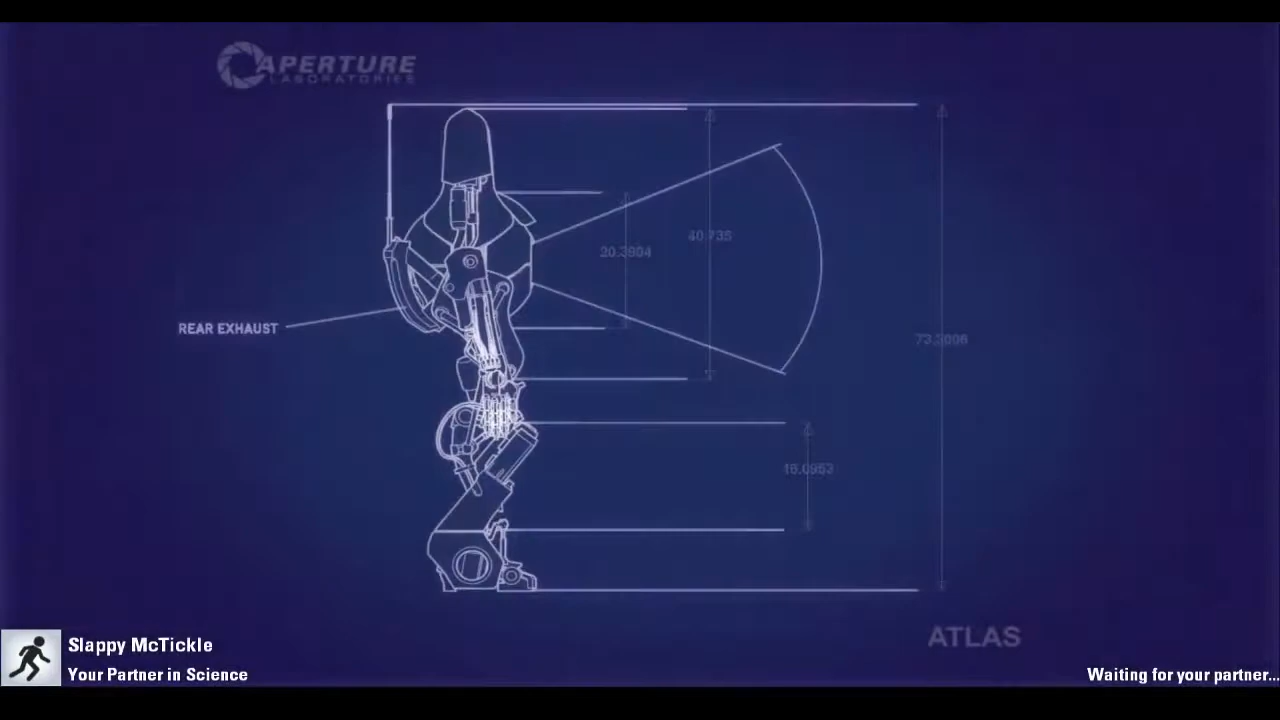 APERTURE
LABORATORIES
20.3904
40.735
REAR EXHAUST
73.3006
16.0953
ATLAS
Slappy McTickle
Your Partner in Science
Waiting for your partner...